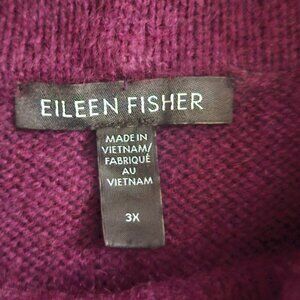 EILEEN FISHER
MADE IN
VIETNAM/
FABRIQUÉ
AU
VIETNAM
3X